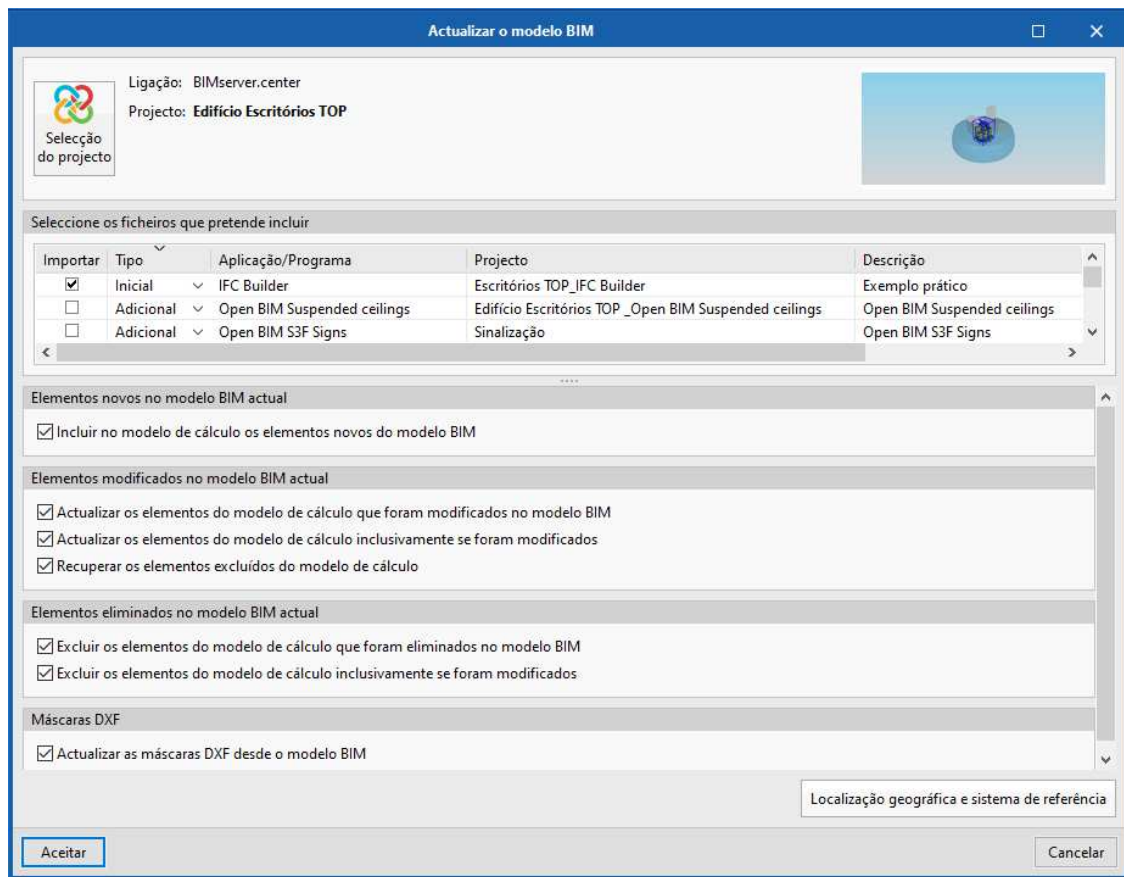 Actualizar o modelo BIM
Selecção
do projecto
Ligação: BIMserver.center
Projecto: Edifício Escritórios TOP
Seleccione os ficheiros que pretende incluir
Importar Tipo Aplicação/Programa Projecto Descrição
Inicial IFC Builder Escritórios TOP_IFC Builder Exemplo prático
Adicional Open BIM Suspended ceilings Edifício Escritórios TOP _Open BIM Suspended ceilings Open BIM Suspended ceilings
Adicional Open BIM S3F Signs Sinalização Open BIM S3F Signs
Elementos novos no modelo BIM actual
Incluir no modelo de cálculo os elementos novos do modelo BIM
Elementos modificados no modelo BIM actual
Actualizar os elementos do modelo de cálculo que foram modificados no modelo BIM
Actualizar os elementos do modelo de cálculo inclusivamente se foram modificados
Recuperar os elementos excluídos do modelo de cálculo
Elementos eliminados no modelo BIM actual
Excluir os elementos do modelo de cálculo que foram eliminados no modelo BIM
Excluir os elementos do modelo de cálculo inclusivamente se foram modificados
Máscaras DXF
Actualizar as máscaras DXF desde o modelo BIM
Localização geográfica e sistema de referência
Aceitar
Cancelar